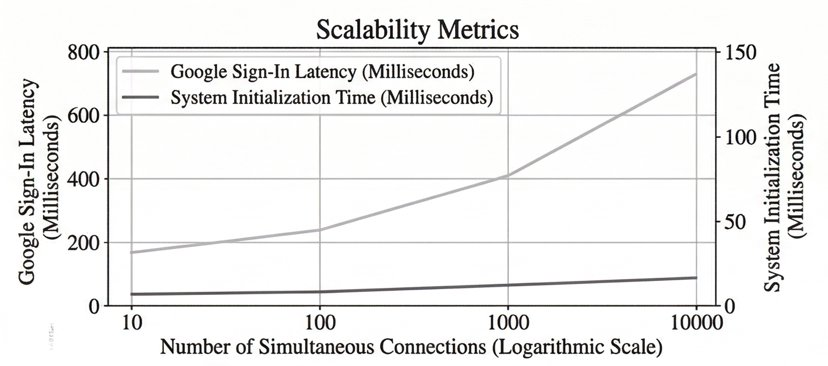 Scalability Metrics
Google Sign-In Latency (Milliseconds)
System Initialization Time (Milliseconds)
Google Sign-In Latency
(Milliseconds)
800
600
400
200
0
150
100
50
0
System Initialization Time
(Milliseconds)
10
100
1000
10000
Number of Simultaneous Connections (Logarithmic Scale)